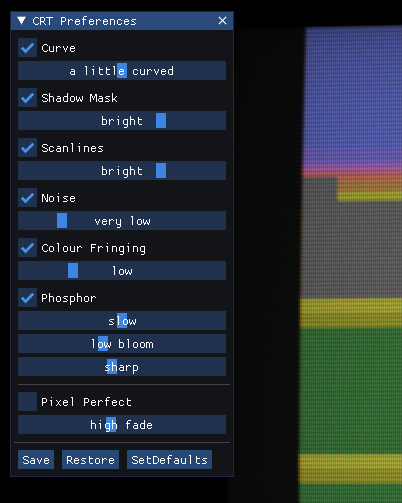 CRT Preferences
Curve
a little curved
Shadow Mask
bright
Scanlines
bright
Noise
very low
Colour Fringing
low
Phosphor
slow
low bloom
sharp
Pixel Perfect
high fade
Save Restore SetDefaults